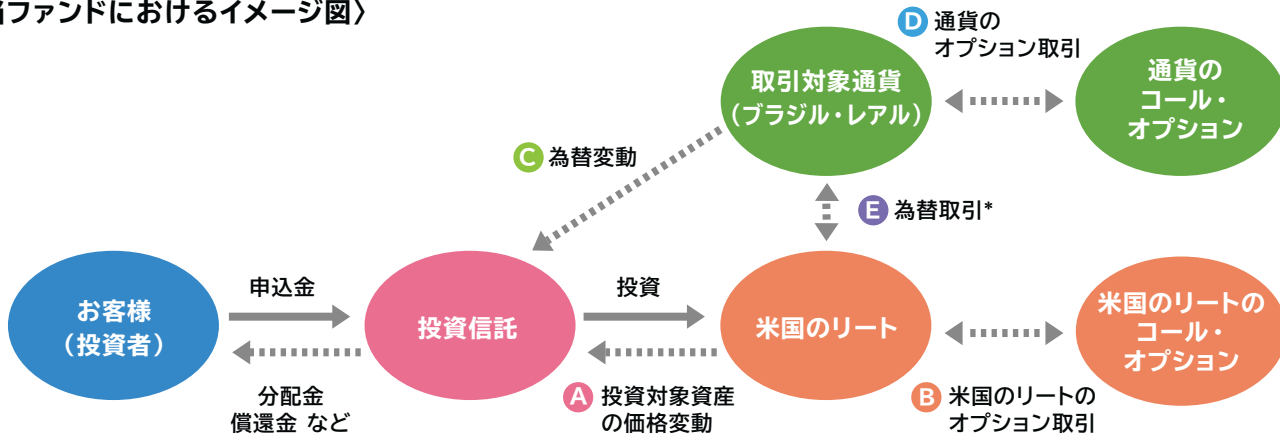 当ファンドにおけるイメージ図〉
D 通貨の
オプション取引
取引対象通貨
（ブラジル・レアル）
通貨の
コール・
オプション
C 為替変動
E 為替取引*
お客様
（投資者）
申込金
分配金
償還金 など
投資信託
投資
A 投資対象資産
の価格変動
米国のリート
B 米国のリートの
オプション取引
米国のリートの
コール・
オプション